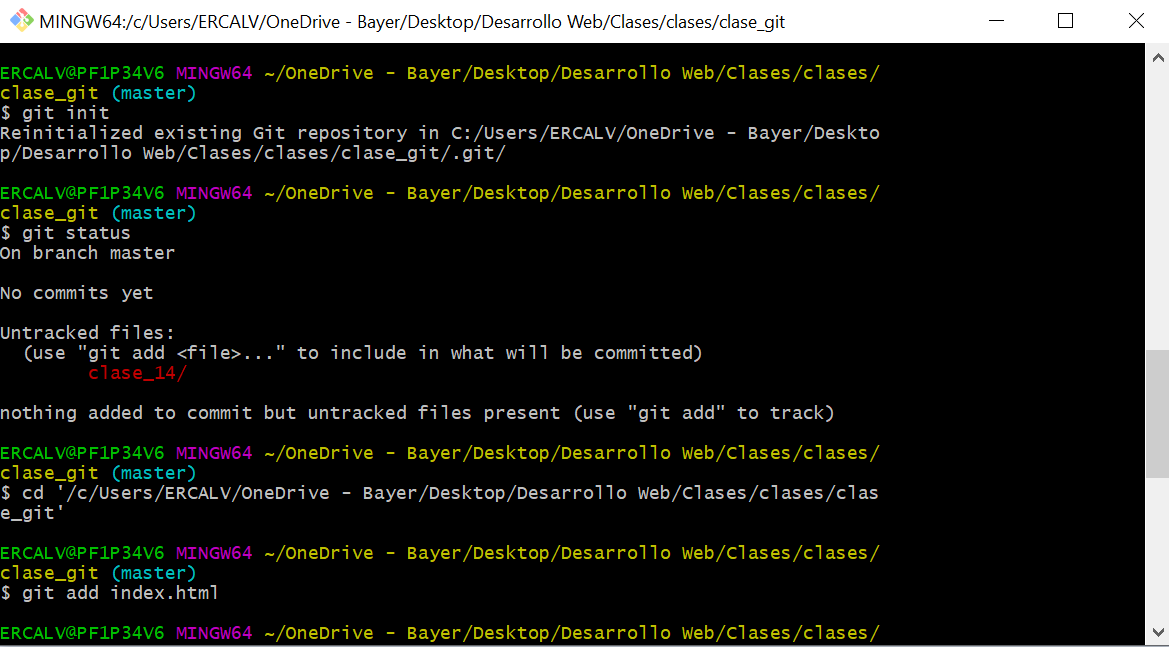 MINGW64:/c/Users/ERCALV/OneDrive - Bayer/Desktop/Desarrollo Web/Clases/clases/clase_git
ERCALV@PF1P34V6 MINGW64 ~/OneDrive - Bayer/Desktop/Desarrollo Web/Clases/clases/
clase_git (master)
$ git init
Reinitialized existing Git repository in C:/Users/ERCALV/OneDrive - Bayer/Deskto
p/Desarrollo Web/Clases/clases/clase_git/.git/
ERCALV@PF1P34V6 MINGW64 ~/OneDrive - Bayer/Desktop/Desarrollo Web/Clases/clases/
clase_git (master)
$ git status
On branch master
No commits yet
Untracked files:
  (use "git add <file>..." to include in what will be committed)
        clase_14/
nothing added to commit but untracked files present (use "git add" to track)
ERCALV@PF1P34V6 MINGW64 ~/OneDrive - Bayer/Desktop/Desarrollo Web/Clases/clases/
clase_git (master)
$ cd '/c/Users/ERCALV/OneDrive - Bayer/Desktop/Desarrollo Web/Clases/clases/clas
e_git'
ERCALV@PF1P34V6 MINGW64 ~/OneDrive - Bayer/Desktop/Desarrollo Web/Clases/clases/
clase_git (master)
$ git add index.html
ERCALV@PF1P34V6 MINGW64 ~/OneDrive - Bayer/Desktop/Desarrollo Web/Clases/clases/